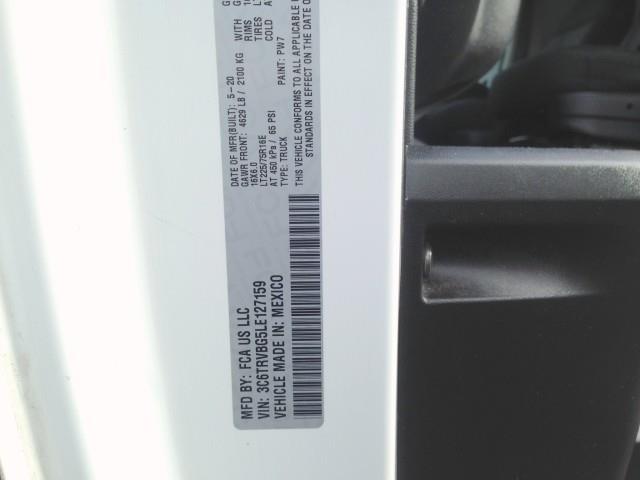 MFD BY: FCA US LLC
VIN: 3C6TRVBG5LE127159
VEHICLE MADE IN: MEXICO
DATE OF MFR(BUILT): 5-20
GAWR FRONT: 4629 LB / 2100 KG WITH
16X6.0 RIMS
LT225/75R16E TIRES
AT 450 kPa / 65 PSI COLD
TYPE: TRUCK PAINT: PW7
THIS VEHICLE CONFORMS TO ALL APPLICABLE
STANDARDS IN EFFECT ON THE DATE OF